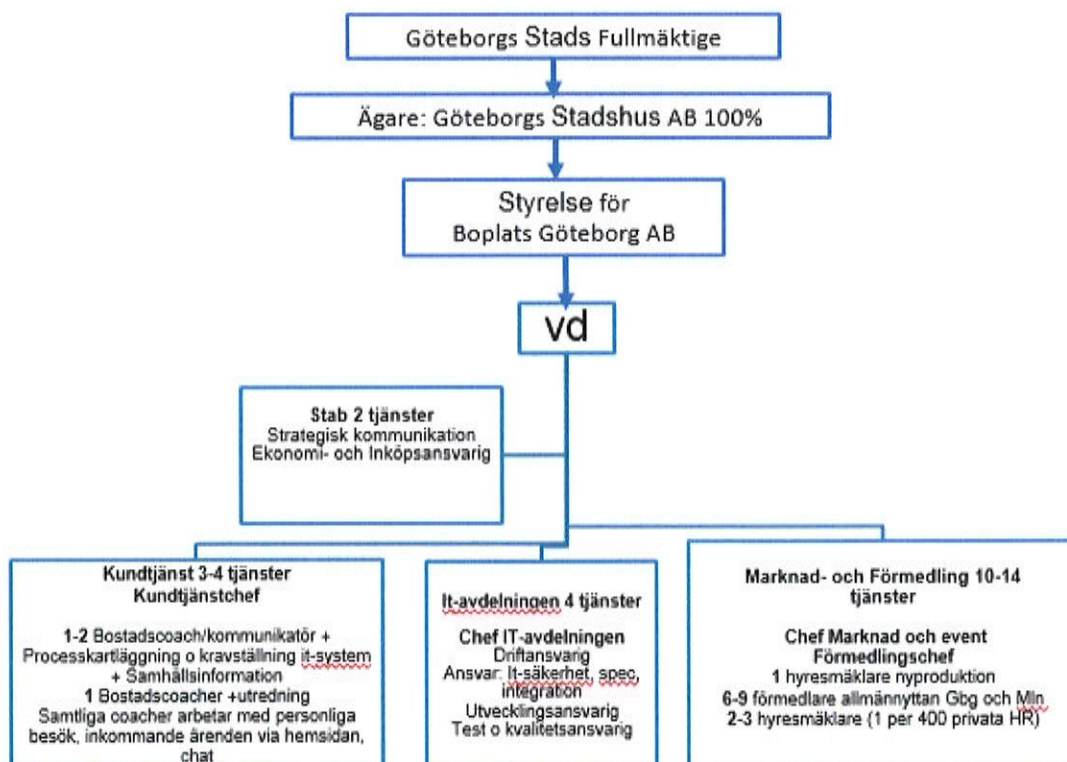 Göteborgs Stads Fullmäktige
Ägare: Göteborgs Stadshus AB 100%
Styrelse för
Boplats Göteborg AB
vd
Stab 2 tjänster
Strategisk kommunikation
Ekonomi- och Inköpsansvarig
Kundtjänst 3-4 tjänster
Kundtjänstchef
1-2 Bostadscoach/kommunikatör +
Processkartläggning o kravställning it-system
+ Samhällsinformation
1 Bostadscoacher +utredning
Samtliga coacher arbetar med personliga
besök, inkommande ärenden via hemsidan,
chat
It-avdelningen 4 tjänster
Chef IT-avdelningen
Driftansvarig
Ansvar: It-säkerhet, spec,
integration
Utvecklingsansvarig
Test o kvalitetsansvarig
Marknad- och Förmedling 10-14
tjänster
Chef Marknad och event
Förmedlingschef
1 hyresmäklare nyproduktion
6-9 förmedlare allmännyttan Gbg och Mln
2-3 hyresmäklare (1 per 400 privata HR)